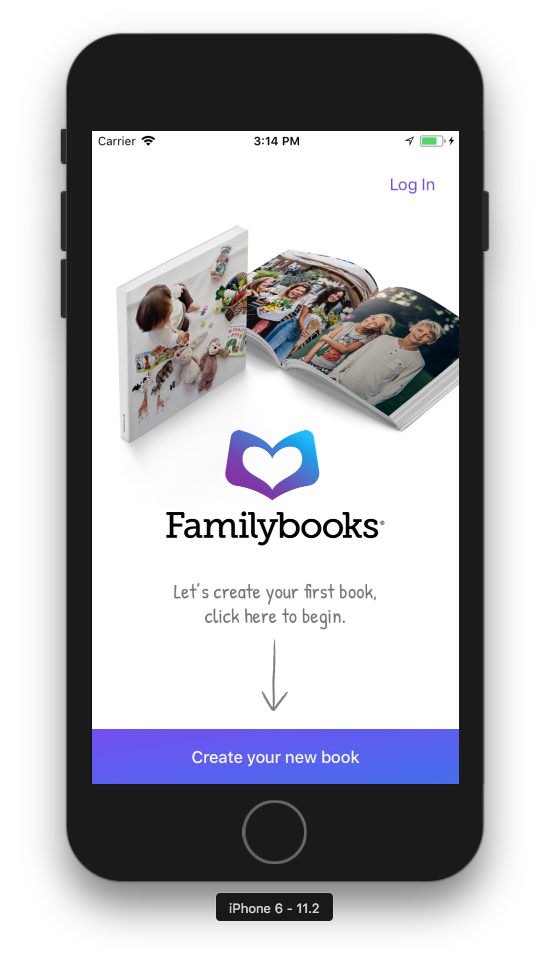 Carrier 3:14 PM
Log In
Familybooks®
Let's create your first book,
click here to begin.
Create your new book
iPhone 6 - 11.2